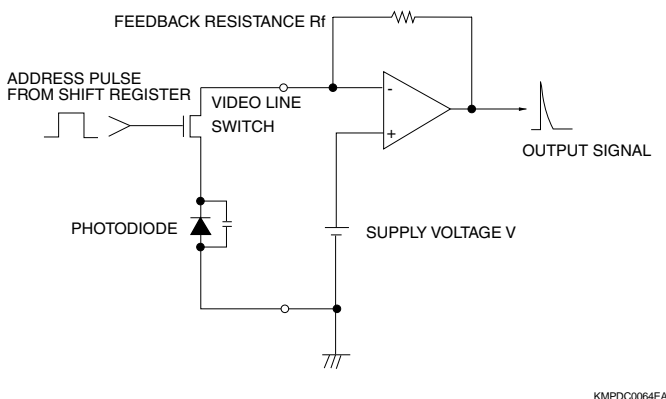 FEEDBACK RESISTANCE Rf
ADDRESS PULSE
FROM SHIFT REGISTER
VIDEO LINE
SWITCH
-
+
OUTPUT SIGNAL
PHOTODIODE
SUPPLY VOLTAGE V
KMPDC0064EA